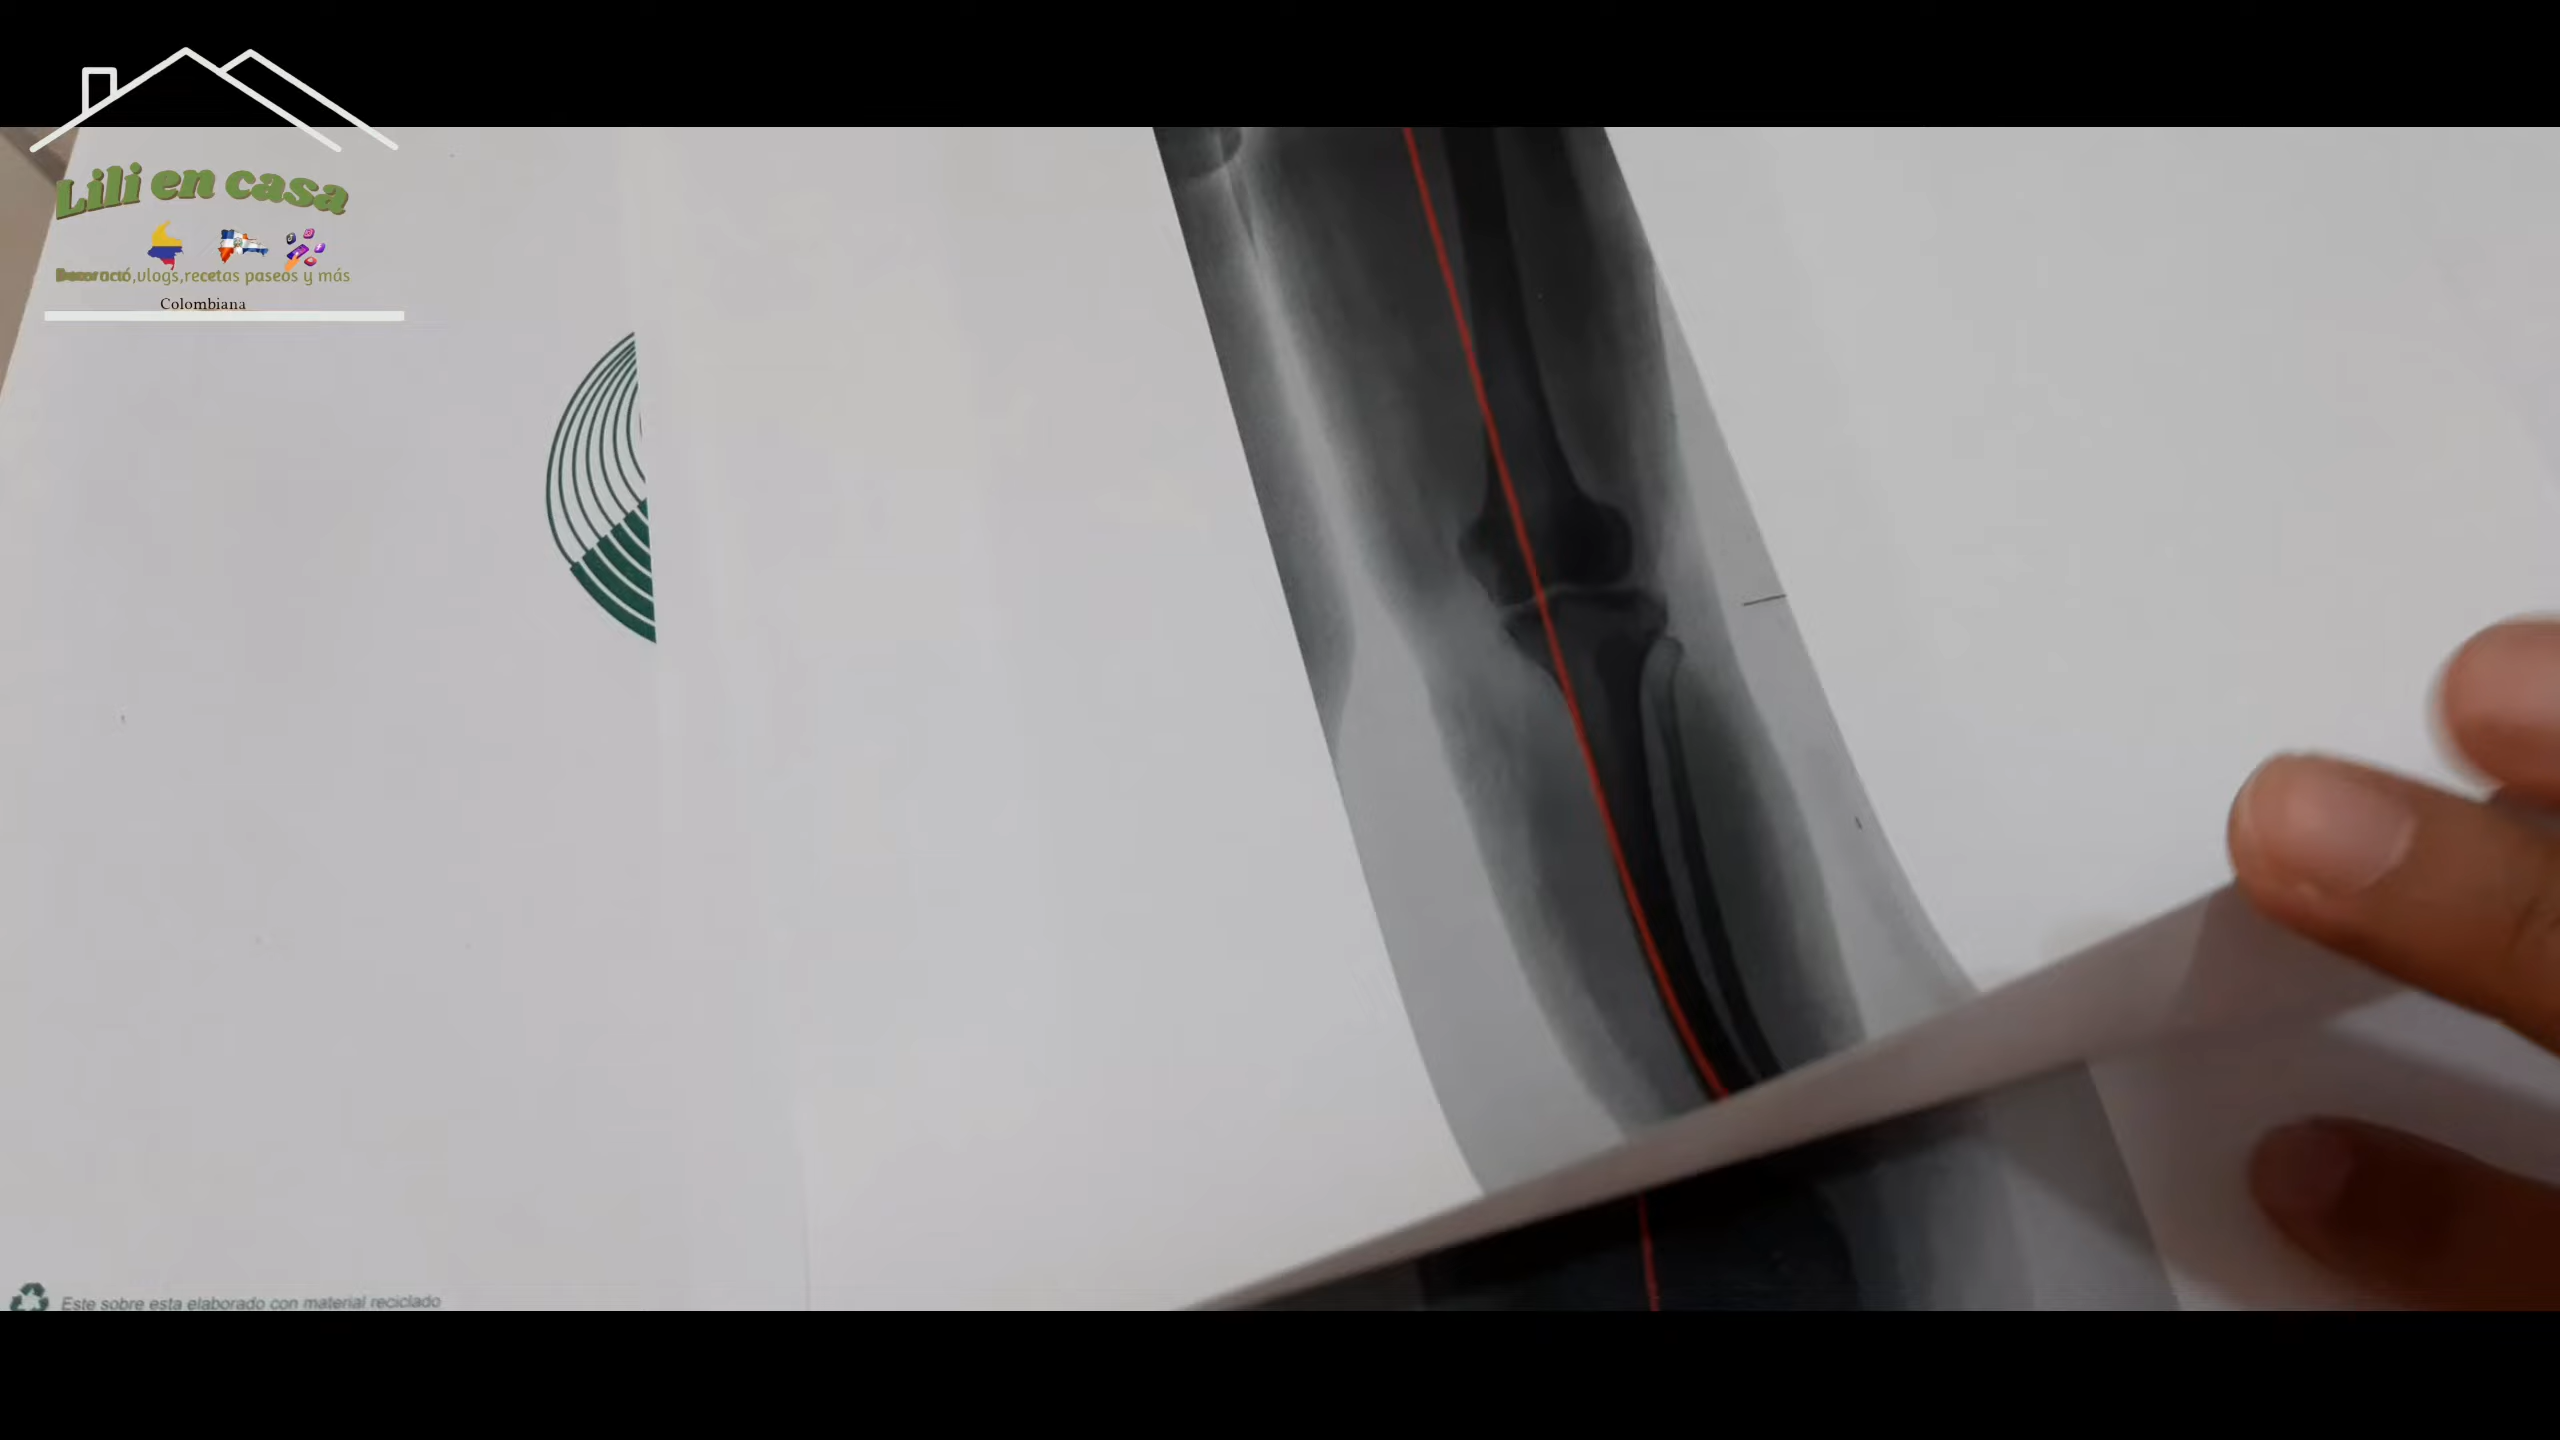 Lili en casa
vlogs,recetas paseos y más
Colombiana
Este sobre esta elaborado con material reciclado